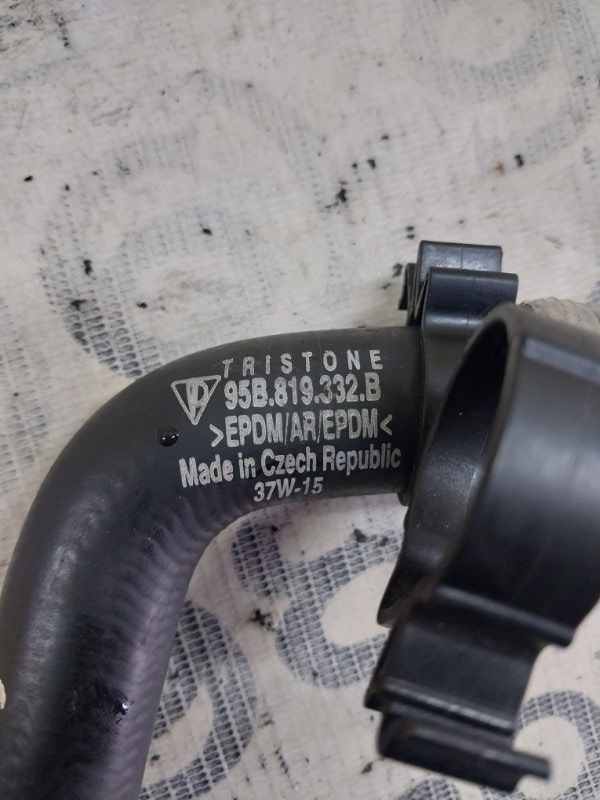 TRISTONE
95B.819.332.B
>EPDM/AR/EPDM<
Made in Czech Republic
37W-15